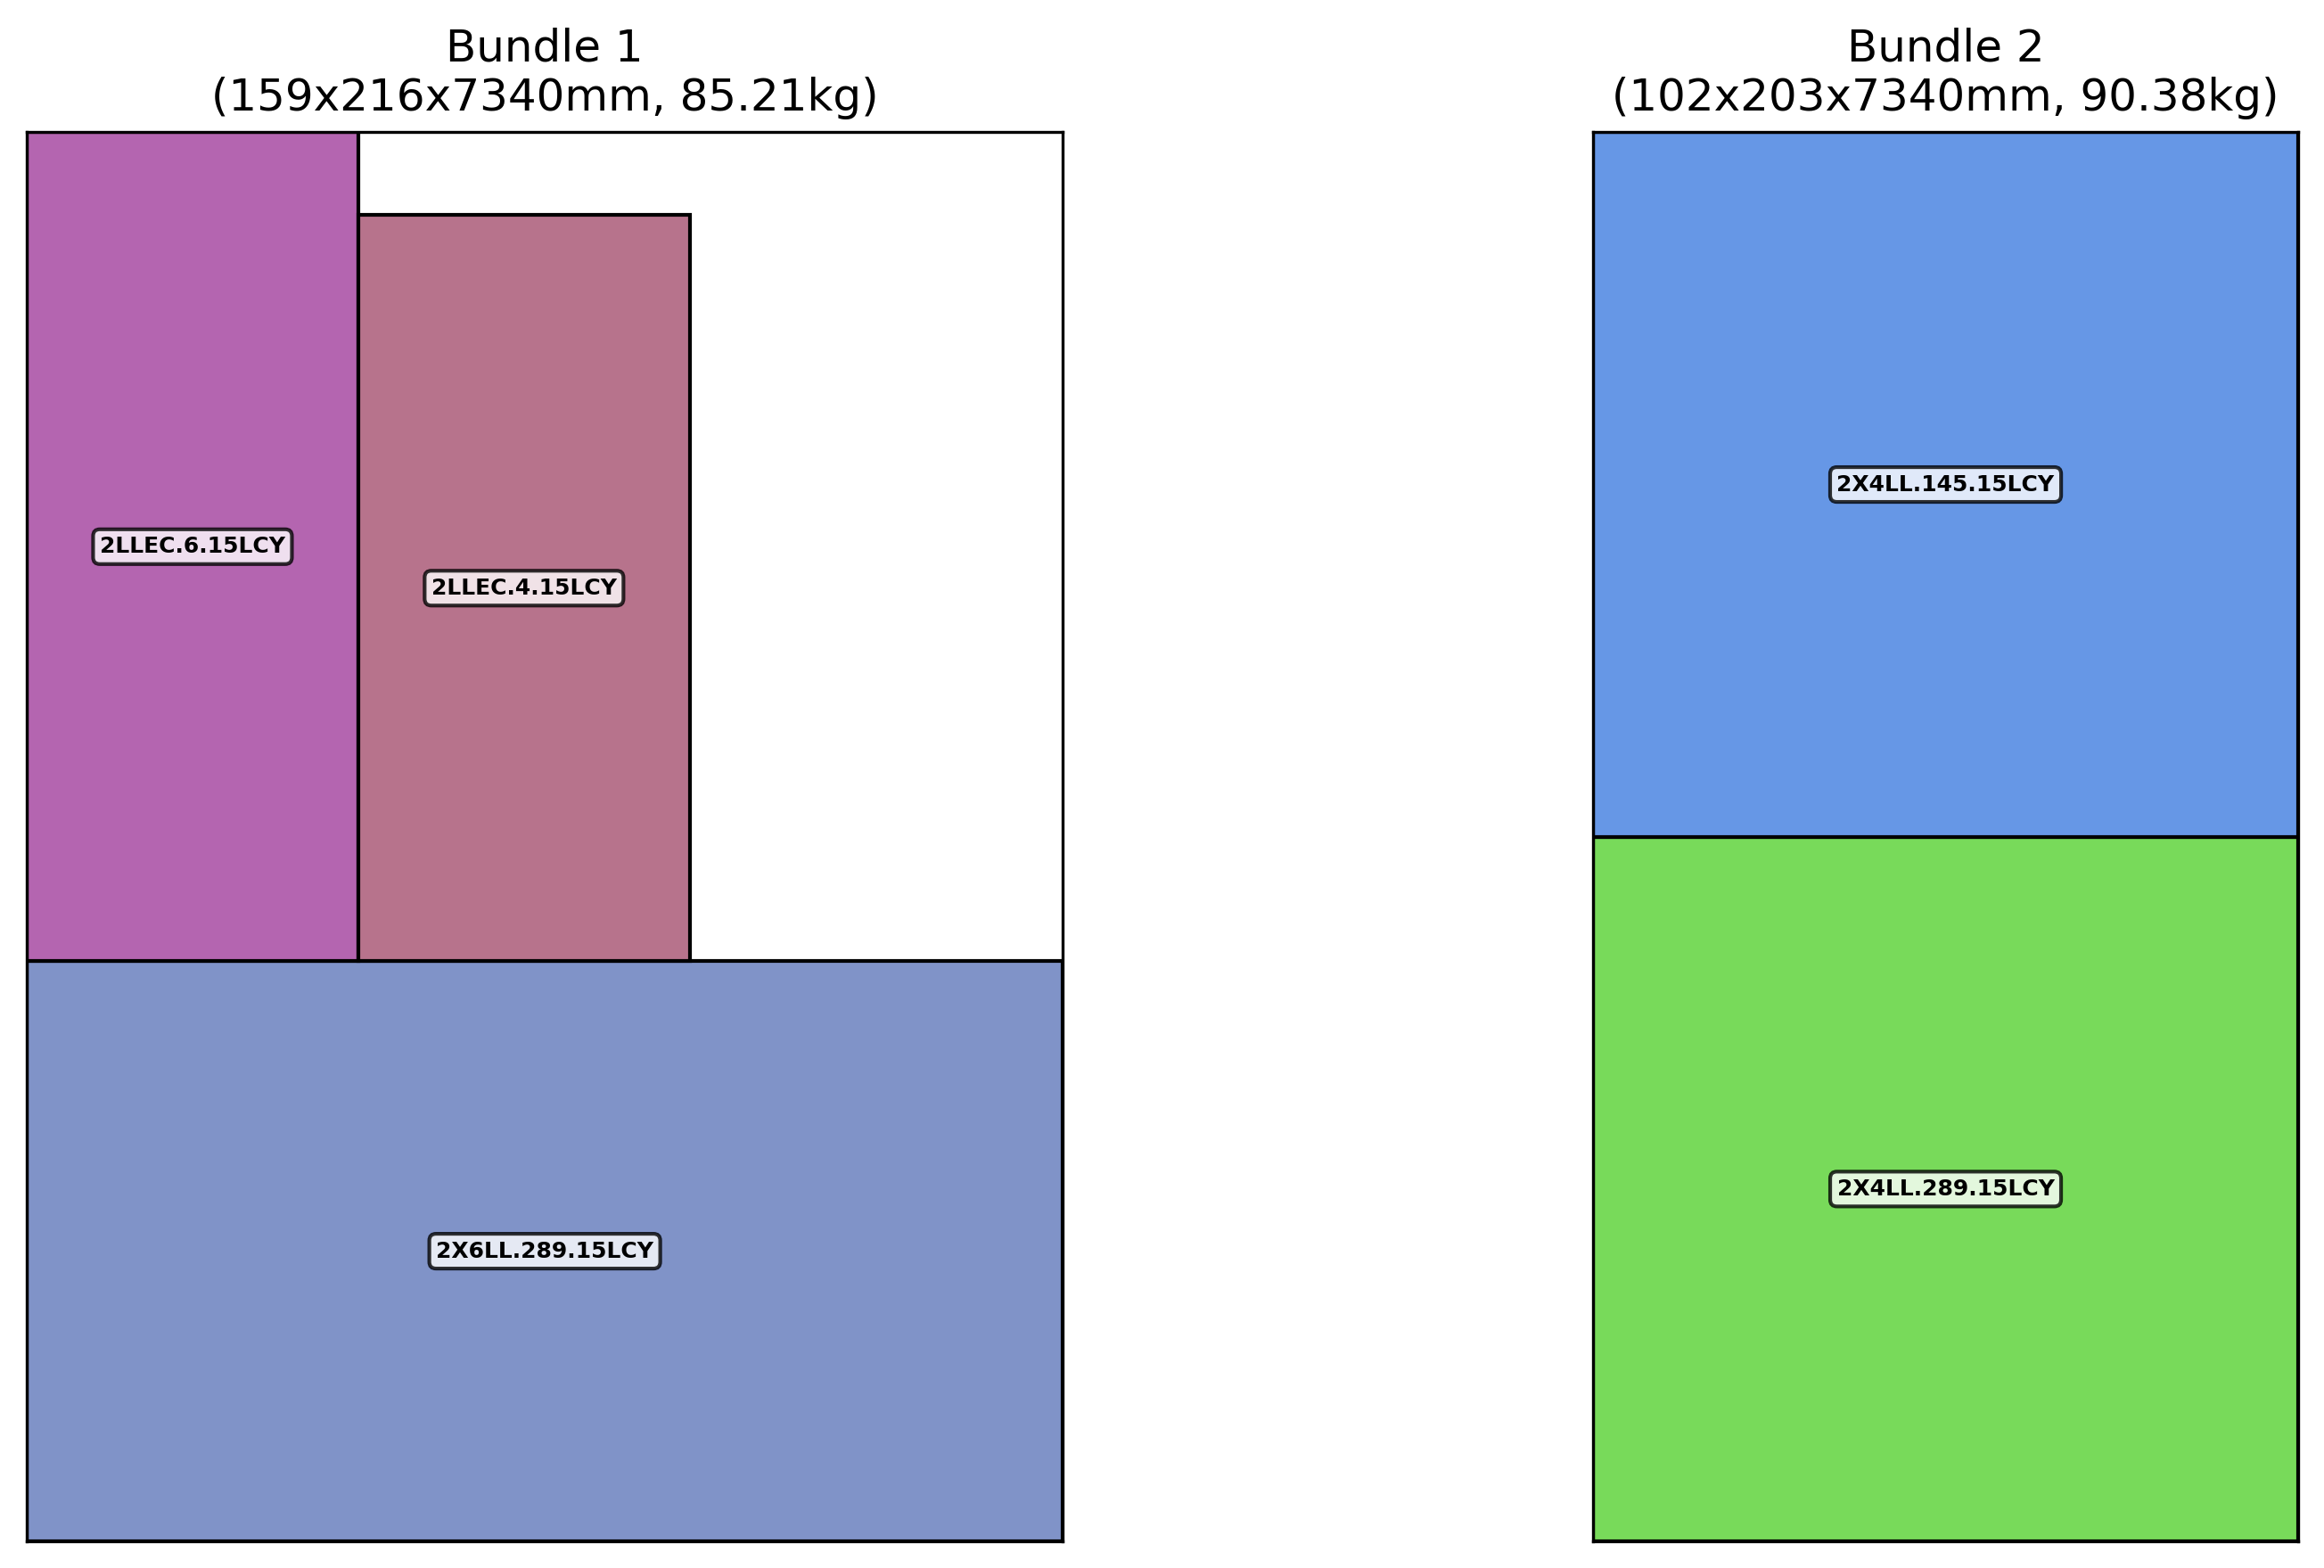 Bundle 1
(159x216x7340mm, 85.21kg)
2LLEC.6.15LCY
2LLEC.4.15LCY
2X6LL.289.15LCY
Bundle 2
(102x203x7340mm, 90.38kg)
2X4LL.145.15LCY
2X4LL.289.15LCY